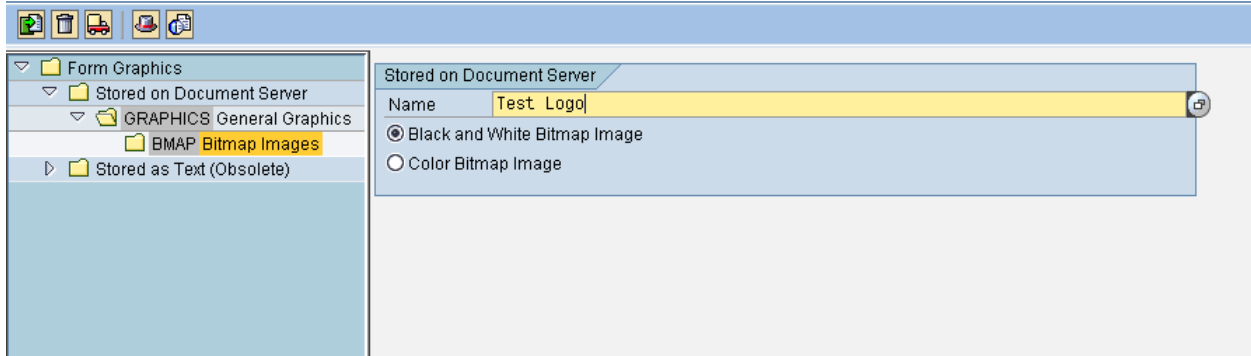 Form Graphics
Stored on Document Server
GRAPHICS General Graphics
BMAP Bitmap Images
Stored as Text (Obsolete)
Stored on Document Server
Name Test Logo
Black and White Bitmap Image
Color Bitmap Image